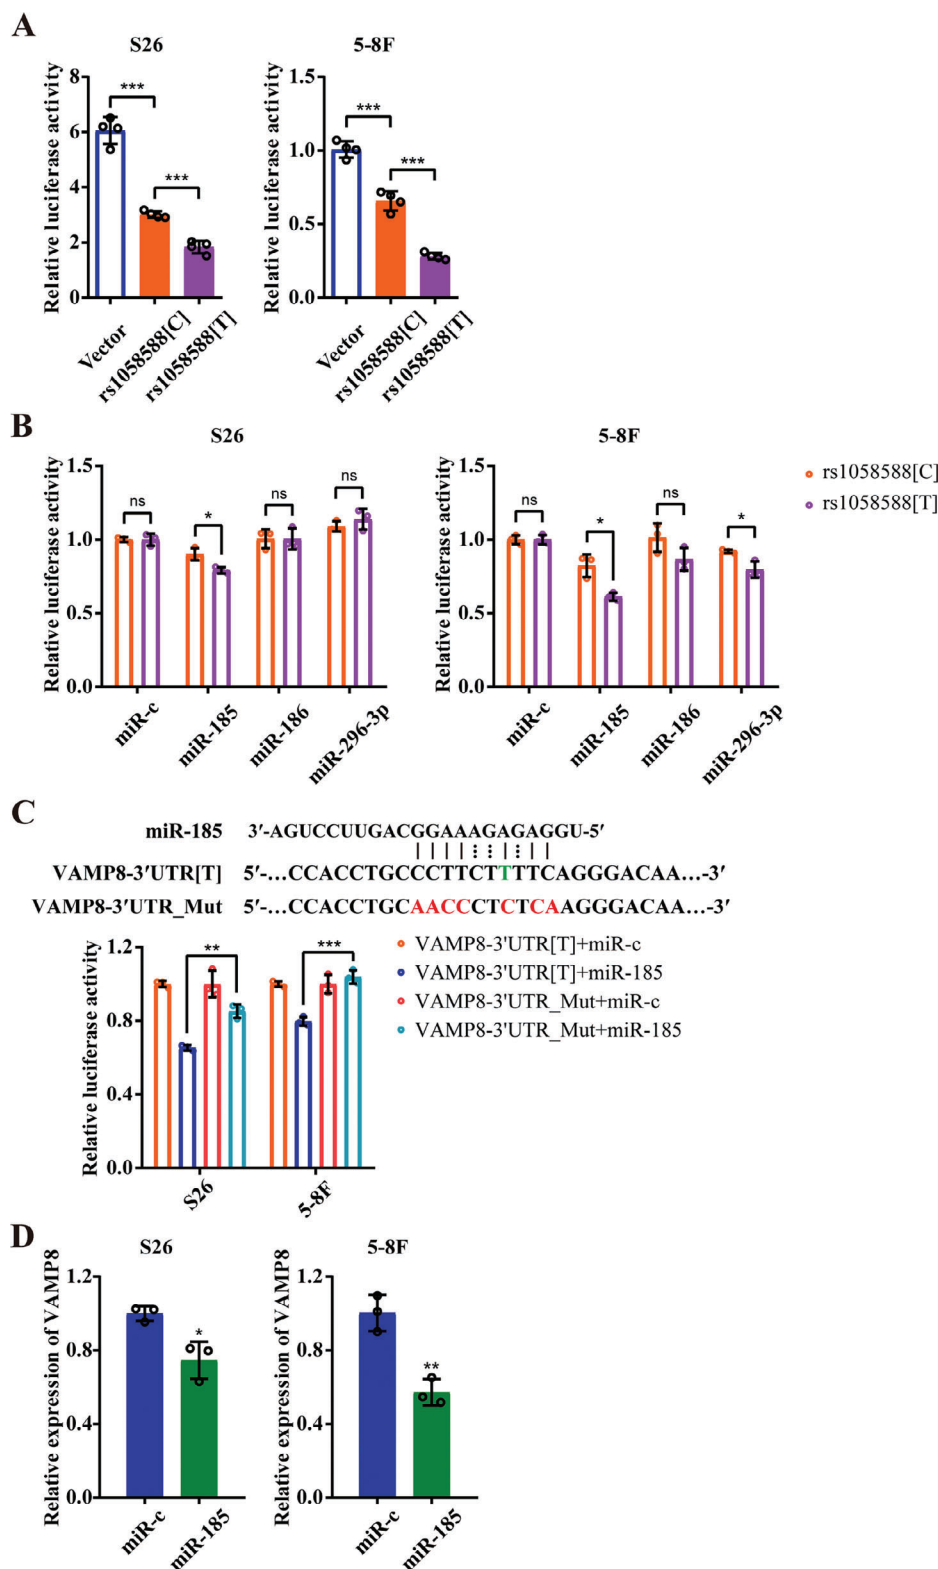 A
S26
5-8F
Relative luciferase activity
8
6
4
2
0
***
***
Vector
rs1058588[C]
rs1058588[T]
Relative luciferase activity
1.5
1.0
0.5
0.0
***
***
Vector
rs1058588[C]
rs1058588[T]
B
S26
5-8F
Relative luciferase activity
1.5
1.0
0.5
0.0
ns
*
ns
ns
miR-c
miR-185
miR-186
miR-296-3p
Relative luciferase activity
1.5
1.0
0.5
0.0
ns
*
ns
*
miR-c
miR-185
miR-186
miR-296-3p
rs1058588[C]
rs1058588[T]
C
miR-185 3′-AGUCCUUGACGGAAAGAGAGGU-5′
VAMP8-3′UTR[T] 5′-...CCACCTGCCCTTCTTTTCAGGGACAA...-3′
VAMP8-3′UTR_Mut 5′-...CCACCTGCAACCCTCTCAAGGGACAA...-3′
Relative luciferase activity
1.2
0.8
0.4
0.0
**
***
S26
5-8F
VAMP8-3'UTR[T]+miR-c
VAMP8-3'UTR[T]+miR-185
VAMP8-3'UTR_Mut+miR-c
VAMP8-3'UTR_Mut+miR-185
D
S26
5-8F
Relative expression of VAMP8
1.2
0.8
0.4
0.0
*
miR-c
miR-185
Relative expression of VAMP8
1.2
0.8
0.4
0.0
**
miR-c
miR-185